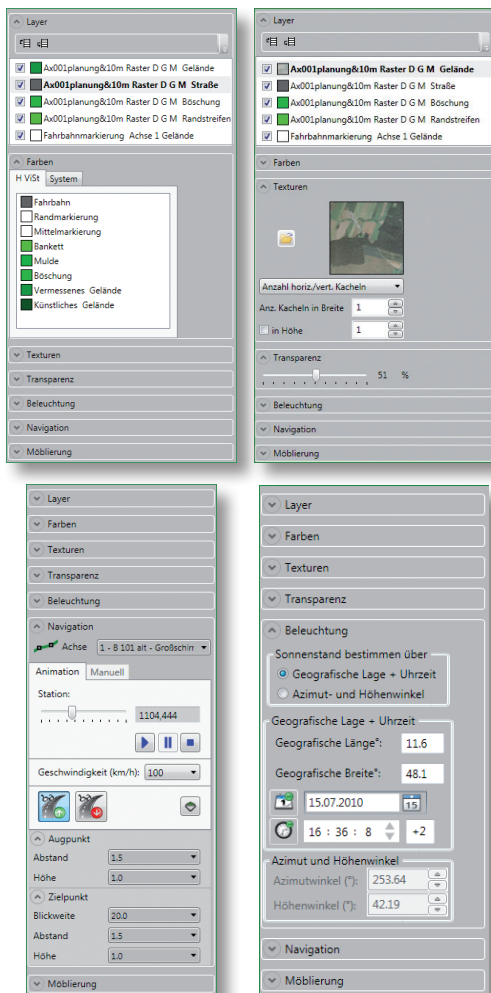 Layer
Ax001planung&10m Raster D G M Gelände
Ax001planung&10m Raster D G M Straße
Ax001planung&10m Raster D G M Böschung
Ax001planung&10m Raster D G M Randstreifen
Fahrbahnmarkierung Achse 1 Gelände
Farben
H ViSt System
Fahrbahn
Randmarkierung
Mittelmarkierung
Bankett
Mulde
Böschung
Vermessenes Gelände
Künstliches Gelände
Texturen
Transparenz
Beleuchtung
Navigation
Möblierung
Layer
Ax001planung&10m Raster D G M Gelände
Ax001planung&10m Raster D G M Straße
Ax001planung&10m Raster D G M Böschung
Ax001planung&10m Raster D G M Randstreifen
Fahrbahnmarkierung Achse 1 Gelände
Farben
Texturen
Anzahl horiz./vert. Kacheln
Anz. Kacheln in Breite 1
in Höhe 1
Transparenz
51 %
Beleuchtung
Navigation
Möblierung
Layer
Farben
Texturen
Transparenz
Beleuchtung
Navigation
Achse 1 - B 101 alt - Großschirr
Animation Manuell
Station:
1104,444
Geschwindigkeit (km/h): 100
Augpunkt
Abstand 1.5
Höhe 1.0
Zielpunkt
Blickweite 20.0
Abstand 1.5
Höhe 1.0
Möblierung
Layer
Farben
Texturen
Transparenz
Beleuchtung
Sonnenstand bestimmen über
Geografische Lage + Uhrzeit
Azimut- und Höhenwinkel
Geografische Lage + Uhrzeit
Geografische Länge°: 11.6
Geografische Breite°: 48.1
15.07.2010 15
16 : 36 : 8 +2
Azimut und Höhenwinkel
Azimutwinkel (°): 253.64
Höhenwinkel (°): 42.19
Navigation
Möblierung